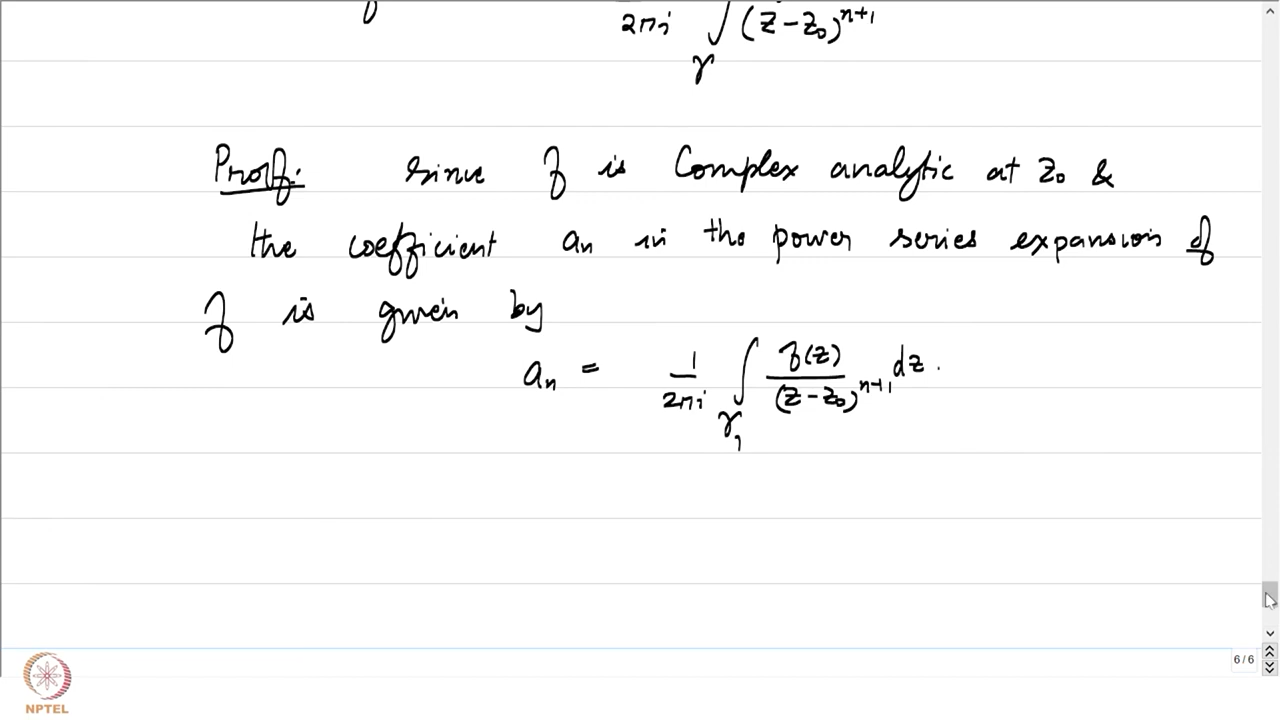 2πi ∫γ (z-z₀)ⁿ⁺¹
Proof: since f is Complex analytic at z₀ &
the coefficient aₙ in the power series expansion of
f is given by
aₙ = 1/2πi ∫γ₁ f(z)/(z-z₀)ⁿ⁺¹ dz.
6 / 6
NPTEL